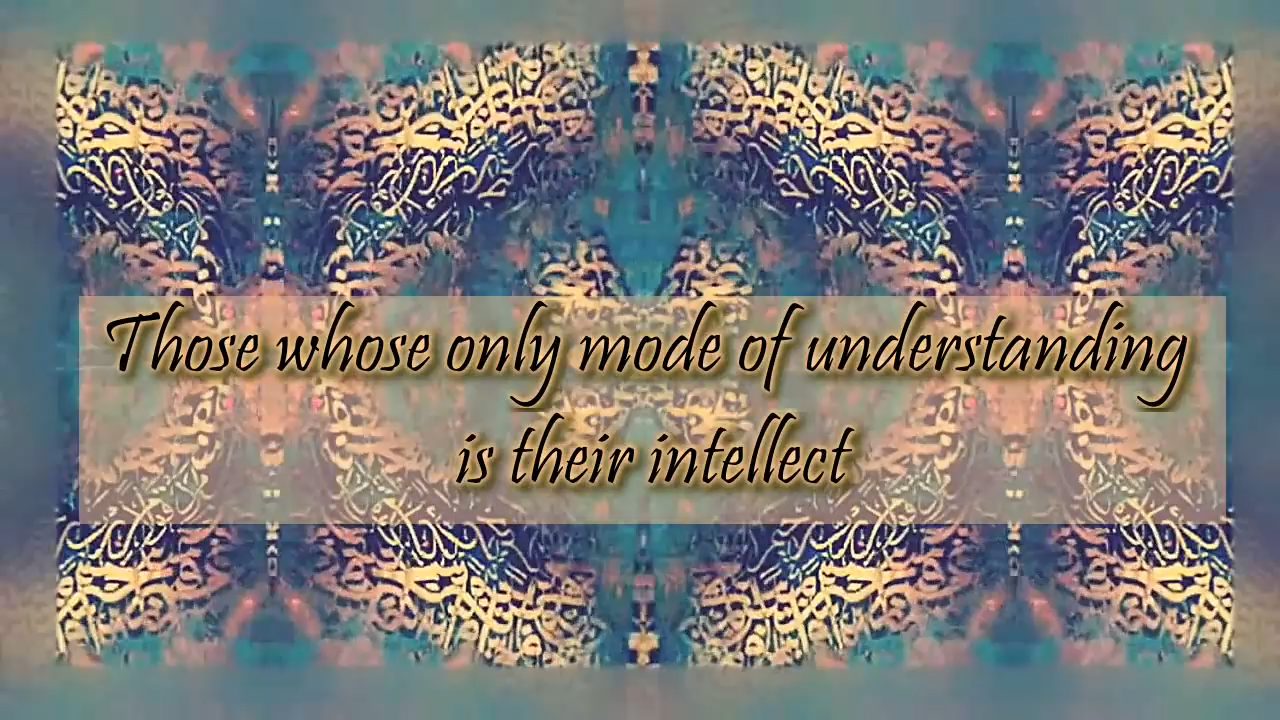 Those whose only mode of understanding
is their intellect